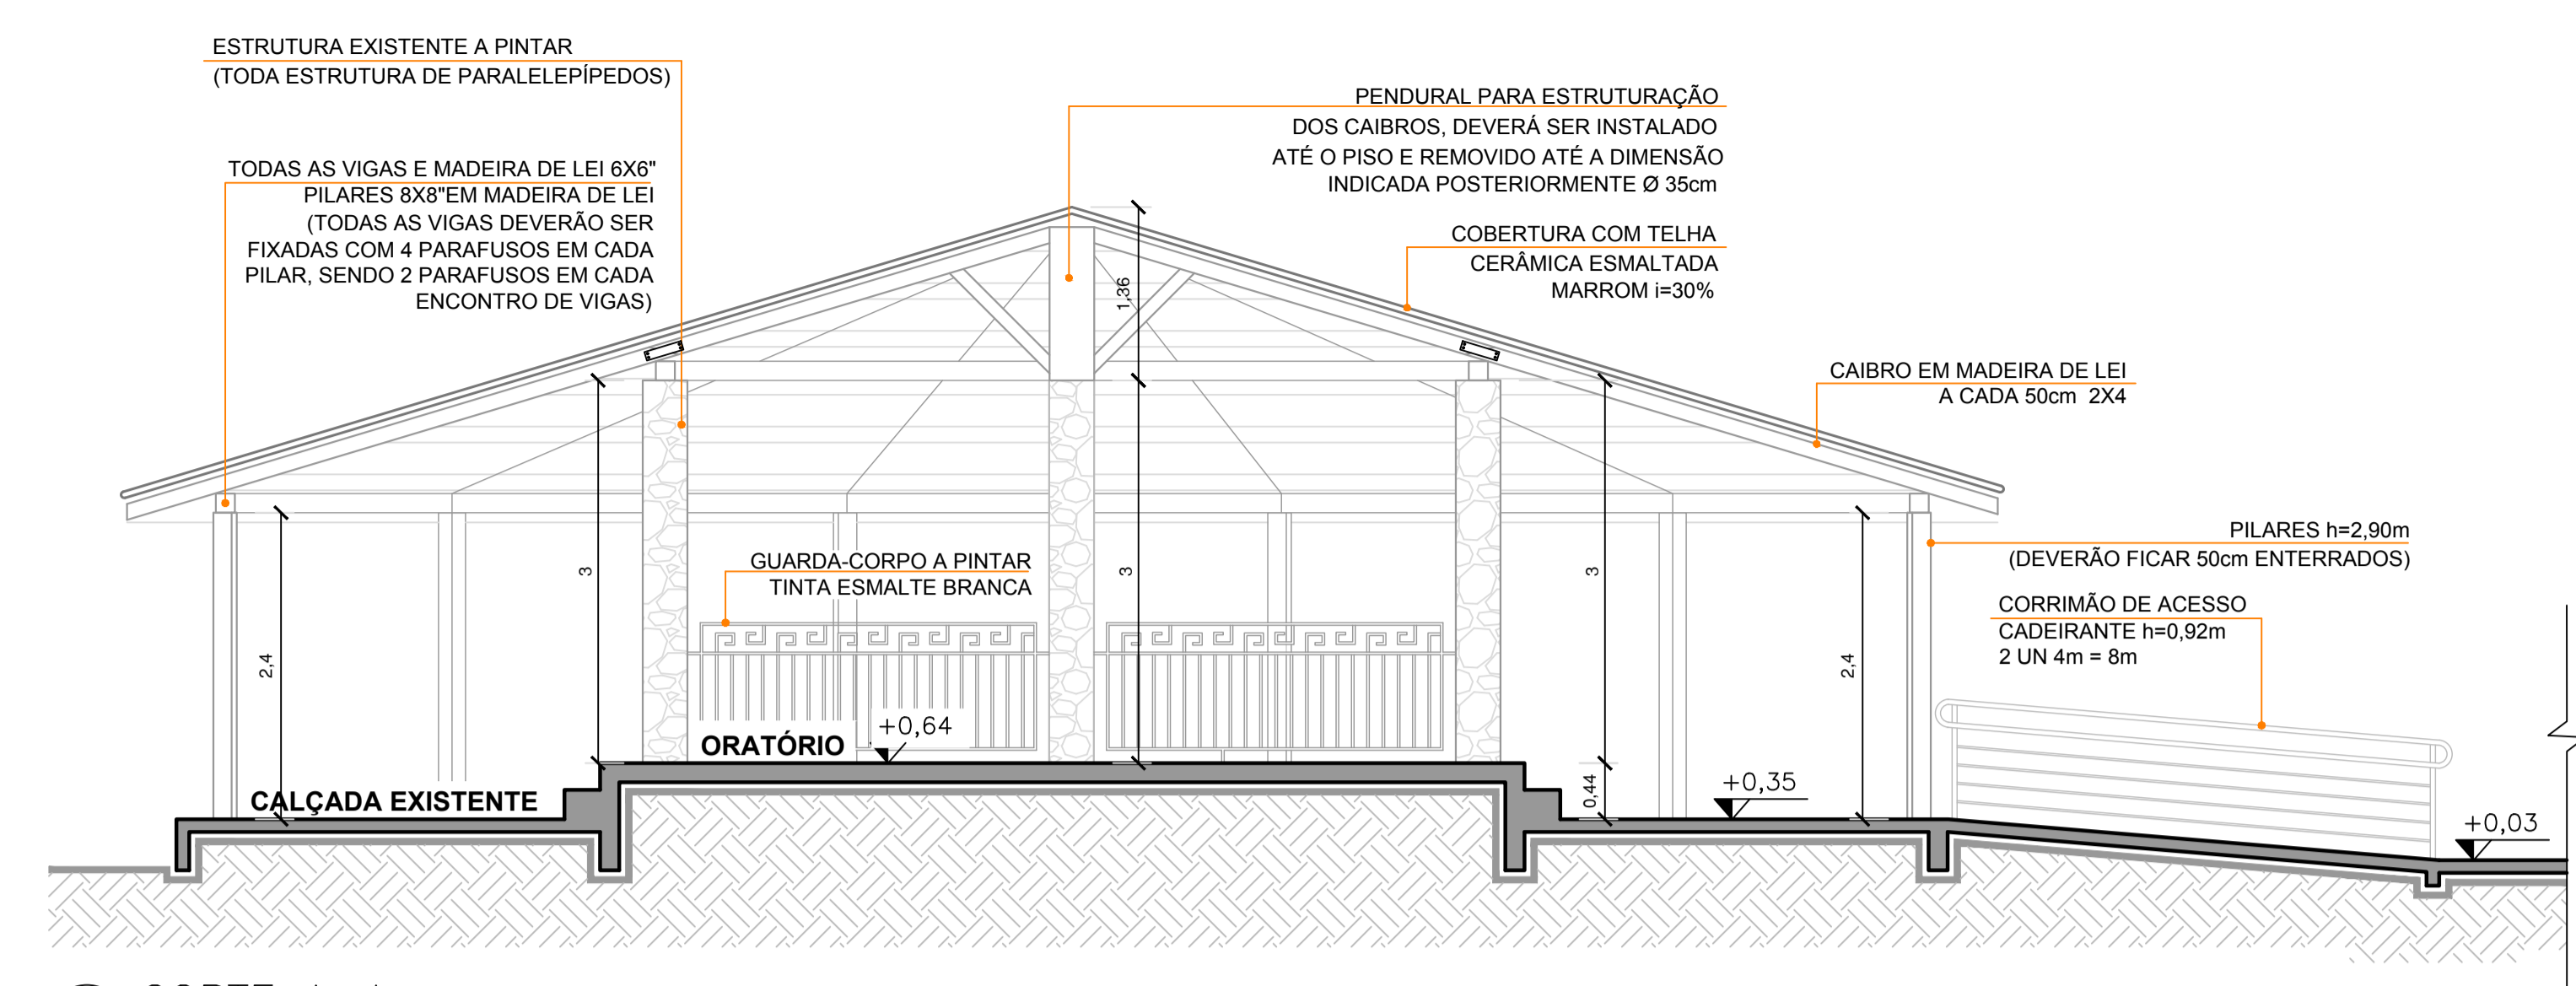 ESTRUTURA EXISTENTE A PINTAR
(TODA ESTRUTURA DE PARALELEPÍPEDOS)
TODAS AS VIGAS E MADEIRA DE LEI 6X6"
PILARES 8X8"EM MADEIRA DE LEI
(TODAS AS VIGAS DEVERÃO SER
FIXADAS COM 4 PARAFUSOS EM CADA
PILAR, SENDO 2 PARAFUSOS EM CADA
ENCONTRO DE VIGAS)
PENDURAL PARA ESTRUTURAÇÃO
DOS CAIBROS, DEVERÁ SER INSTALADO
ATÉ O PISO E REMOVIDO ATÉ A DIMENSÃO
INDICADA POSTERIORMENTE Ø 35cm
COBERTURA COM TELHA
CERÂMICA ESMALTADA
MARROM i=30%
1,36
CAIBRO EM MADEIRA DE LEI
A CADA 50cm 2X4
PILARES h=2,90m
(DEVERÃO FICAR 50cm ENTERRADOS)
GUARDA-CORPO A PINTAR
TINTA ESMALTE BRANCA
3
3
3
CORRIMÃO DE ACESSO
CADEIRANTE h=0,92m
2 UN 4m = 8m
2,4
2,4
+0,64
ORATÓRIO
0,44
+0,35
CALÇADA EXISTENTE
+0,03